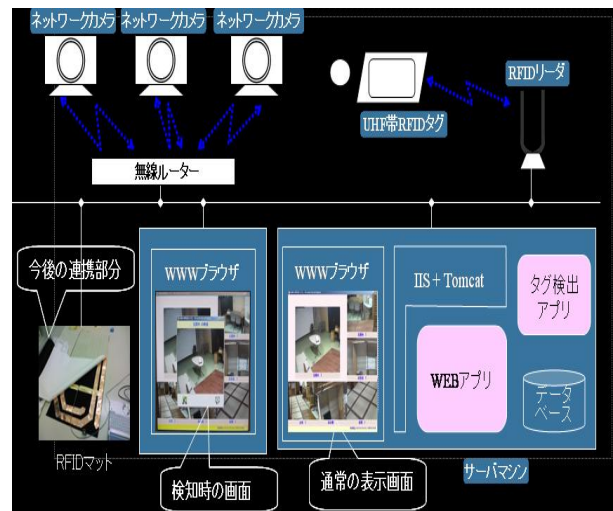 ネットワークカメラ
ネットワークカメラ
ネットワークカメラ
RFIDリーダ
UHF帯RFIDタグ
無線ルーター
今後の連携部分
WWWブラウザ
WWWブラウザ
IIS+Tomcat
タグ検出
アプリ
WEBアプリ
データ
ベース
RFIDマット
検知時の画面
通常の表示画面
サーバマシン